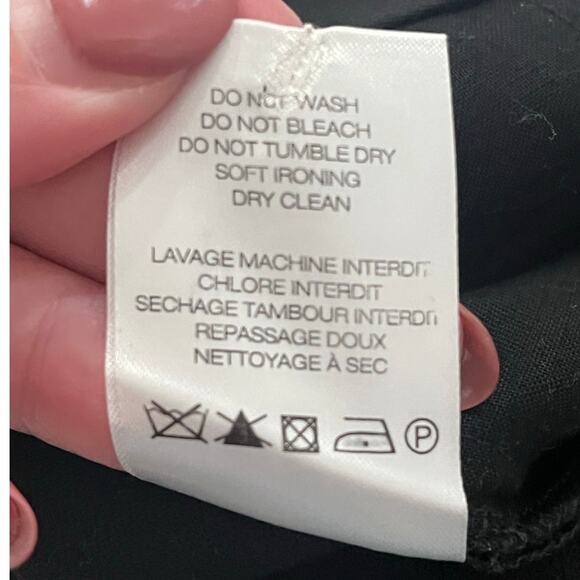 DO NOT WASH
DO NOT BLEACH
DO NOT TUMBLE DRY
SOFT IRONING
DRY CLEAN
LAVAGE MACHINE INTERDIT
CHLORE INTERDIT
SECHAGE TAMBOUR INTERDIT
REPASSAGE DOUX
NETTOYAGE À SEC
P